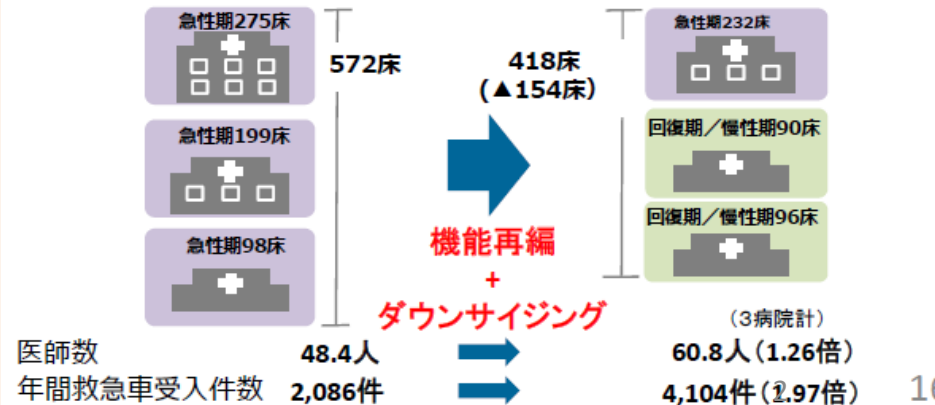 急性期275床
572床
急性期199床
急性期98床
418床
(▲154床)
機能再編
+
ダウンサイジング
急性期232床
回復期／慢性期90床
回復期／慢性期96床
（3病院計）
医師数 48.4人 60.8人（1.26倍）
年間救急車受入件数 2,086件 4,104件（1.97倍）
2
16